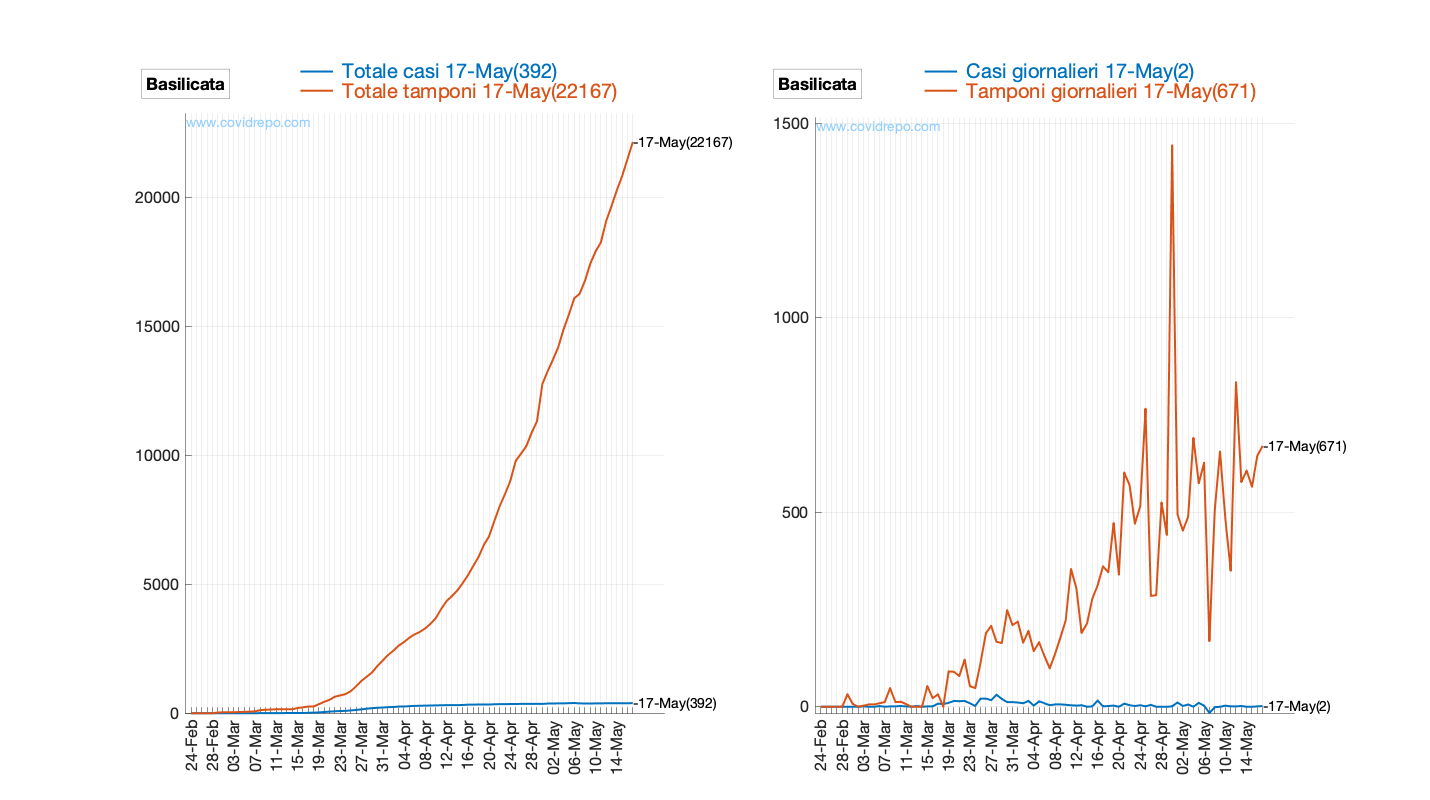 Basilicata
Totale casi 17-May(392)
Totale tamponi 17-May(22167)
www.covidrepo.com
17-May(22167)
20000
15000
10000
5000
0
17-May(392)
24-Feb
28-Feb
03-Mar
07-Mar
11-Mar
15-Mar
19-Mar
23-Mar
27-Mar
31-Mar
04-Apr
08-Apr
12-Apr
16-Apr
20-Apr
24-Apr
28-Apr
02-May
06-May
10-May
14-May
Basilicata
Casi giornalieri 17-May(2)
Tamponi giornalieri 17-May(671)
1500
www.covidrepo.com
1000
17-May(671)
500
0
17-May(2)
24-Feb
28-Feb
03-Mar
07-Mar
11-Mar
15-Mar
19-Mar
23-Mar
27-Mar
31-Mar
04-Apr
08-Apr
12-Apr
16-Apr
20-Apr
24-Apr
28-Apr
02-May
06-May
10-May
14-May